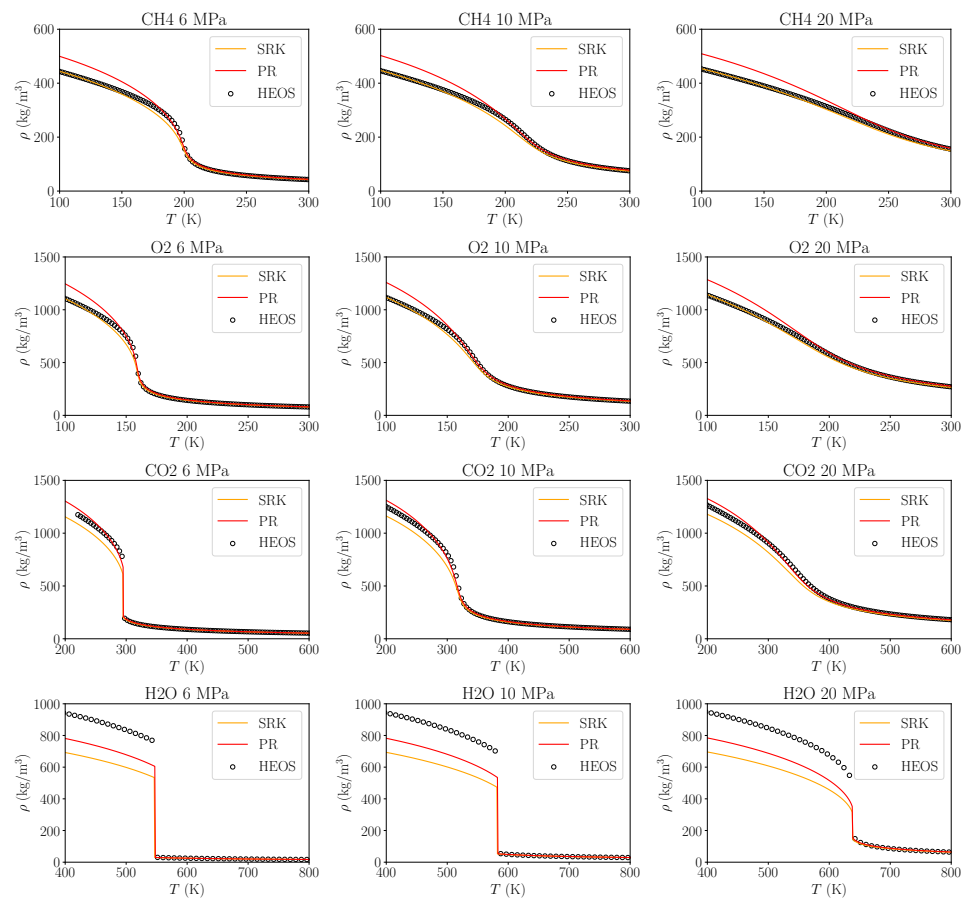 CH4 6 MPa
ρ (kg/m³)
600
400
200
0
SRK
PR
HEOS
100 150 200 250 300
T (K)
CH4 10 MPa
ρ (kg/m³)
600
400
200
0
SRK
PR
HEOS
100 150 200 250 300
T (K)
CH4 20 MPa
ρ (kg/m³)
600
400
200
0
SRK
PR
HEOS
100 150 200 250 300
T (K)
O2 6 MPa
ρ (kg/m³)
1500
1000
500
0
SRK
PR
HEOS
100 150 200 250 300
T (K)
O2 10 MPa
ρ (kg/m³)
1500
1000
500
0
SRK
PR
HEOS
100 150 200 250 300
T (K)
O2 20 MPa
ρ (kg/m³)
1500
1000
500
0
SRK
PR
HEOS
100 150 200 250 300
T (K)
CO2 6 MPa
ρ (kg/m³)
1500
1000
500
0
SRK
PR
HEOS
200 300 400 500 600
T (K)
CO2 10 MPa
ρ (kg/m³)
1500
1000
500
0
SRK
PR
HEOS
200 300 400 500 600
T (K)
CO2 20 MPa
ρ (kg/m³)
1500
1000
500
0
SRK
PR
HEOS
200 300 400 500 600
T (K)
H2O 6 MPa
ρ (kg/m³)
1000
800
600
400
200
0
SRK
PR
HEOS
400 500 600 700 800
T (K)
H2O 10 MPa
ρ (kg/m³)
1000
800
600
400
200
0
SRK
PR
HEOS
400 500 600 700 800
T (K)
H2O 20 MPa
ρ (kg/m³)
1000
800
600
400
200
0
SRK
PR
HEOS
400 500 600 700 800
T (K)